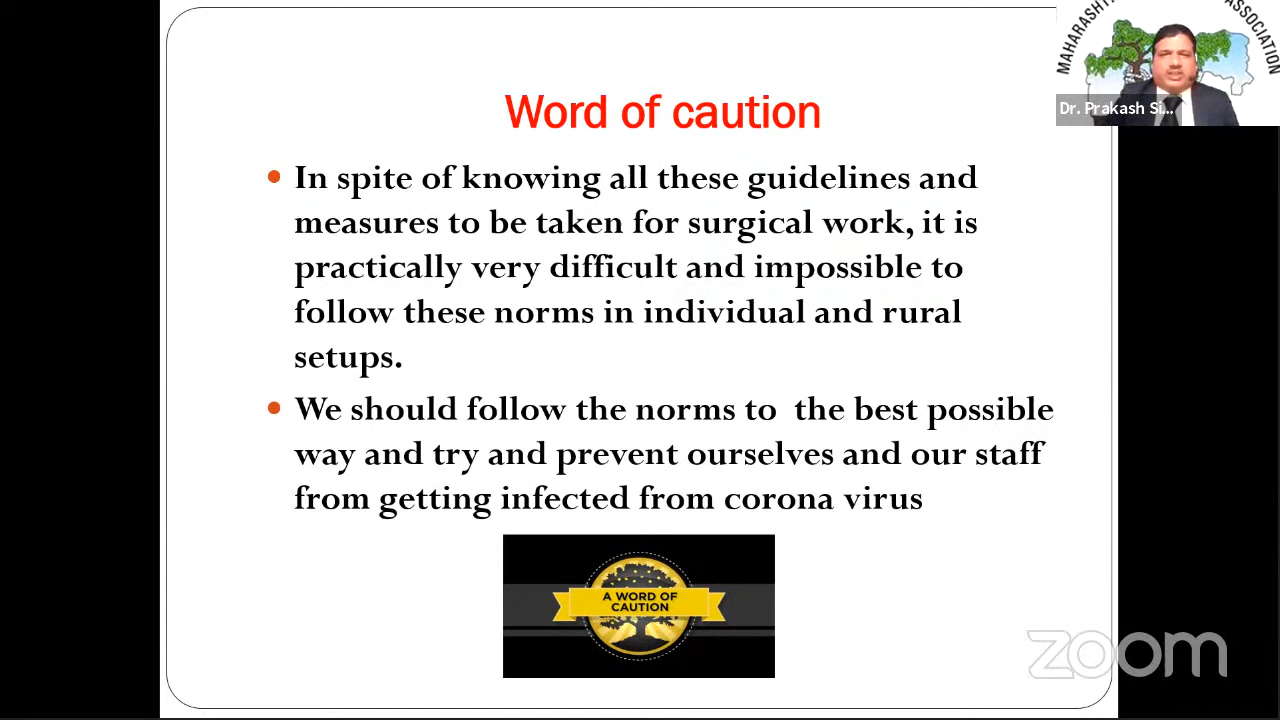 MAHARASHT
ASSOCIATION
Dr. Prakash Si...
Word of caution
• In spite of knowing all these guidelines and
measures to be taken for surgical work, it is
practically very difficult and impossible to
follow these norms in individual and rural
setups.
• We should follow the norms to the best possible
way and try and prevent ourselves and our staff
from getting infected from corona virus
A WORD OF
CAUTION
zoom